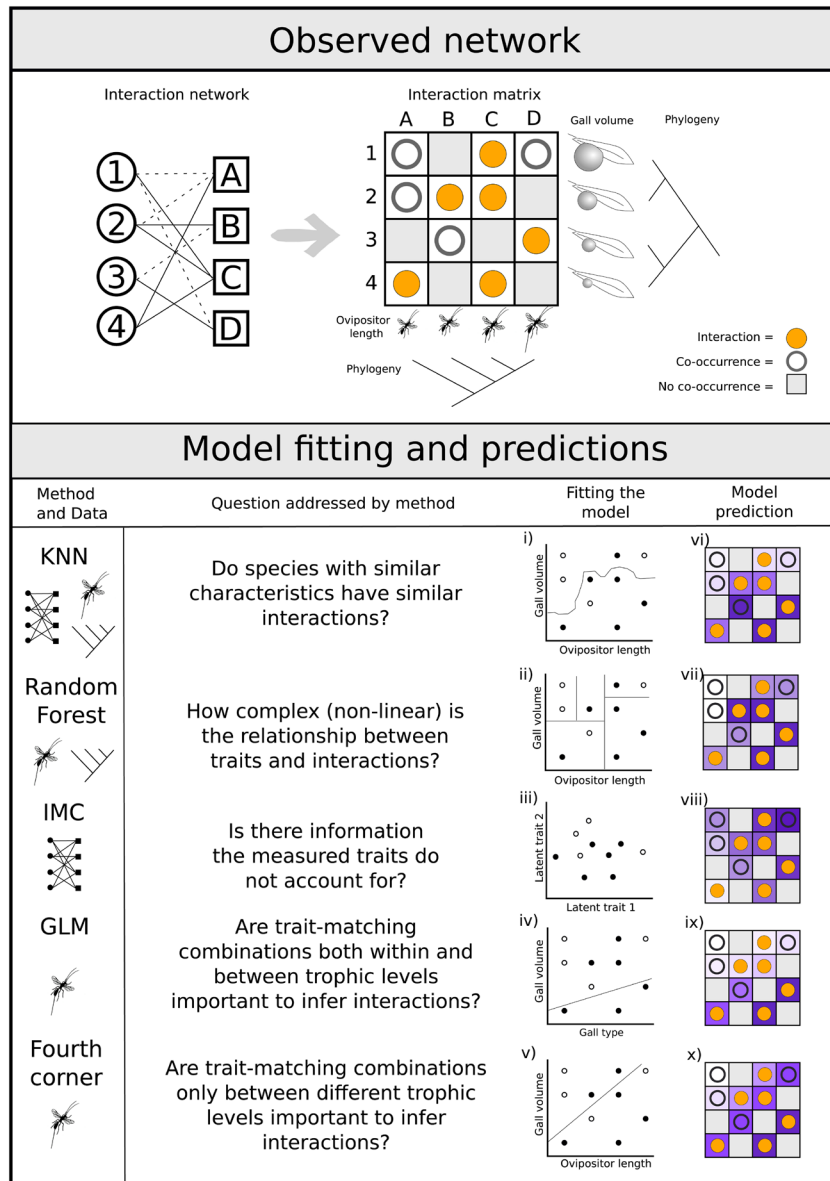 Observed network
Interaction network
Interaction matrix
A B C D
Gall volume
Phylogeny
1
2
3
4
1
2
3
4
A
B
C
D
Ovipositor
length
Phylogeny
Interaction =
Co-occurrence =
No co-occurrence =
Model fitting and predictions
Method
and Data
Question addressed by method
Fitting the
model
Model
prediction
KNN
Do species with similar
characteristics have similar
interactions?
i)
Gall volume
Ovipositor length
vi)
Random
Forest
How complex (non-linear) is
the relationship between
traits and interactions?
ii)
Gall volume
Ovipositor length
vii)
IMC
Is there information
the measured traits do
not account for?
iii)
Latent trait 2
Latent trait 1
viii)
GLM
Are trait-matching
combinations both within and
between trophic levels
important to infer interactions?
iv)
Gall volume
Gall type
ix)
Fourth
corner
Are trait-matching combinations
only between different trophic
levels important to infer
interactions?
v)
Gall volume
Ovipositor length
x)